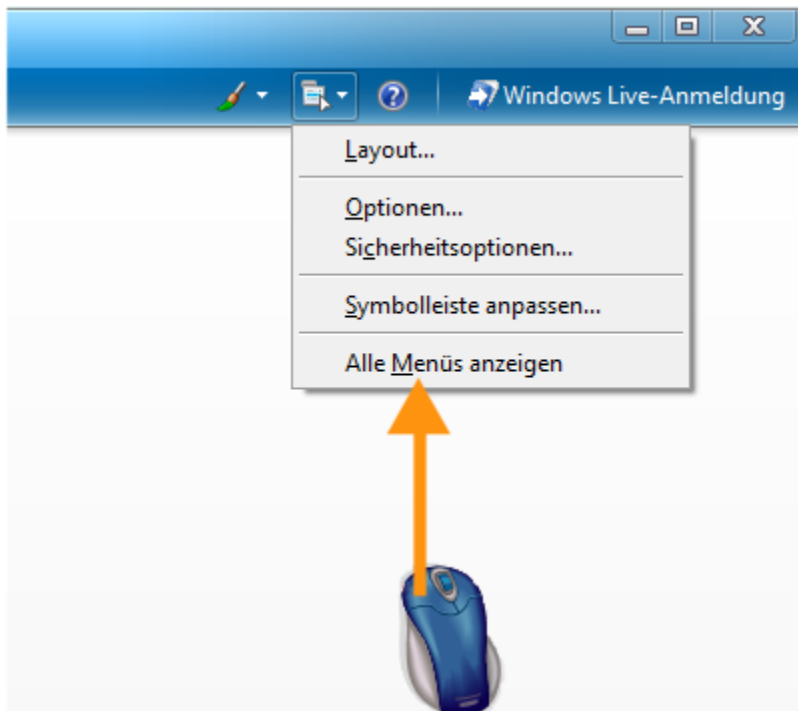 Windows Live-Anmeldung
Layout...
Optionen...
Sicherheitsoptionen...
Symbolleiste anpassen...
Alle Menüs anzeigen